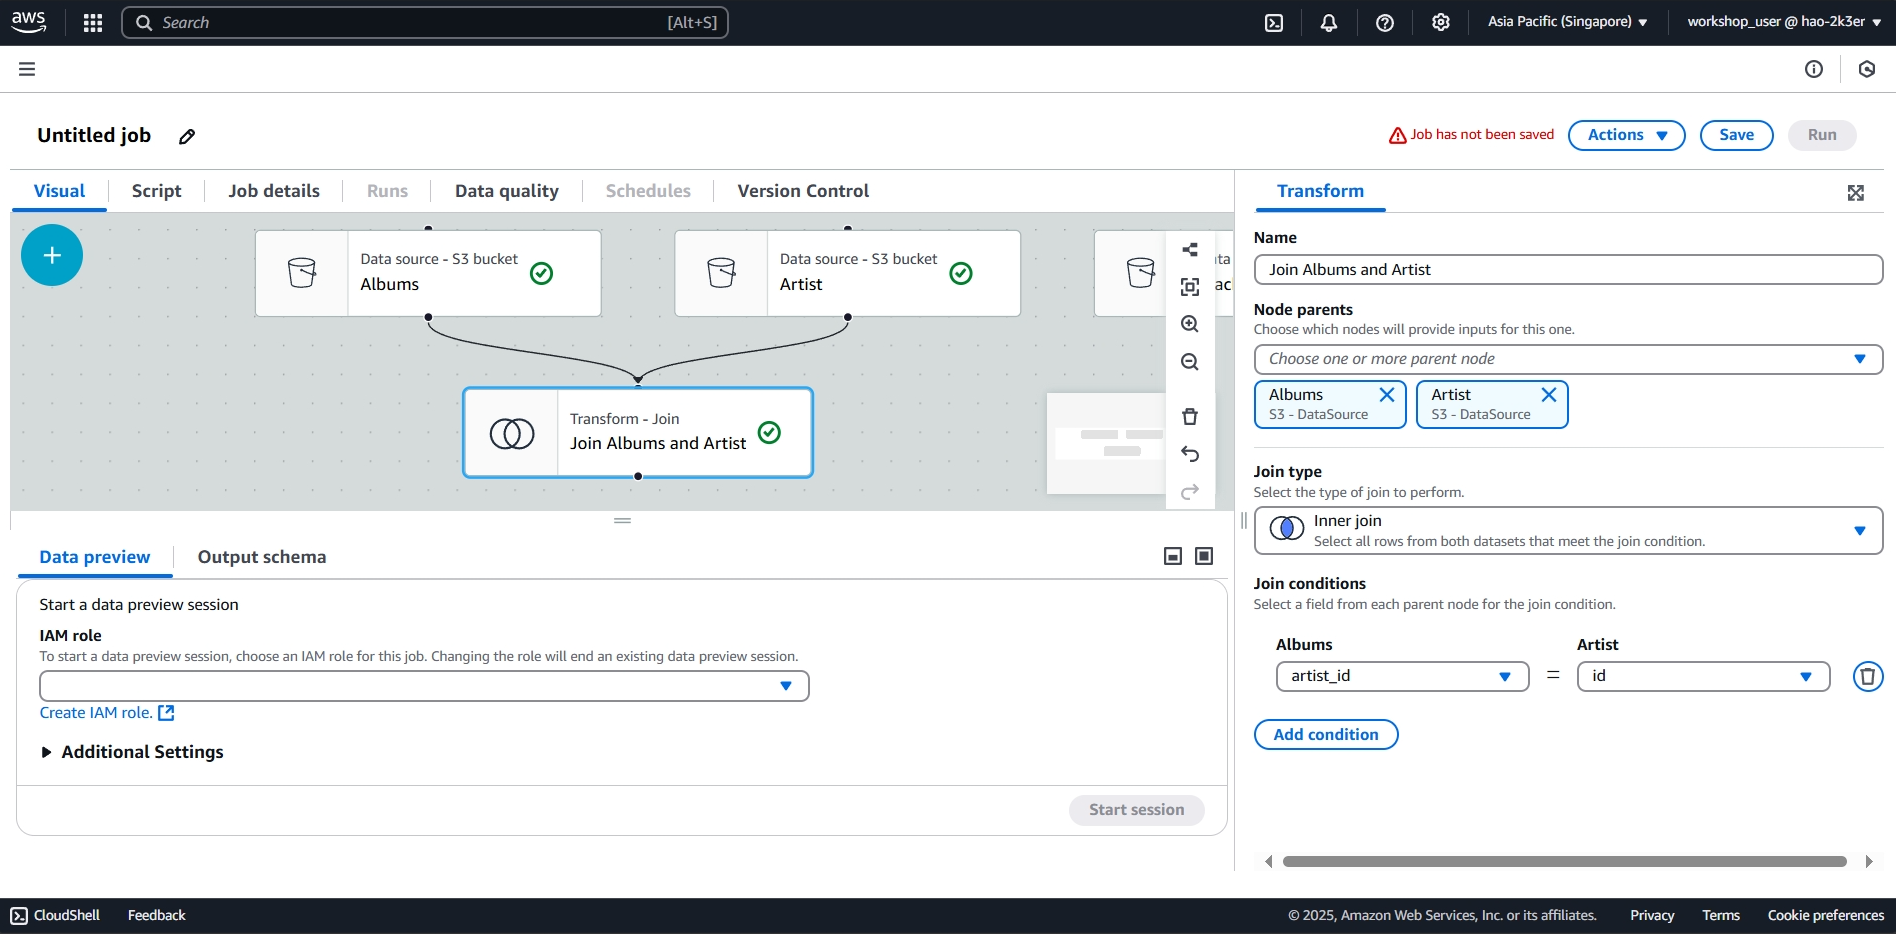 aws
Search
[Alt+S]
Asia Pacific (Singapore)
workshop_user @ hao-2k3er
Untitled job
Job has not been saved
Actions
Save
Run
Visual
Script
Job details
Runs
Data quality
Schedules
Version Control
Transform
Data source - S3 bucket
Albums
Data source - S3 bucket
Artist
Transform - Join
Join Albums and Artist
Name
Join Albums and Artist
Node parents
Choose which nodes will provide inputs for this one.
Choose one or more parent node
Albums
S3 - DataSource
Artist
S3 - DataSource
Join type
Select the type of join to perform.
Inner join
Select all rows from both datasets that meet the join condition.
Join conditions
Select a field from each parent node for the join condition.
Albums
Artist
artist_id
=
id
Add condition
Data preview
Output schema
Start a data preview session
IAM role
To start a data preview session, choose an IAM role for this job. Changing the role will end an existing data preview session.
Create IAM role.
Additional Settings
Start session
CloudShell
Feedback
© 2025, Amazon Web Services, Inc. or its affiliates.
Privacy
Terms
Cookie preferences